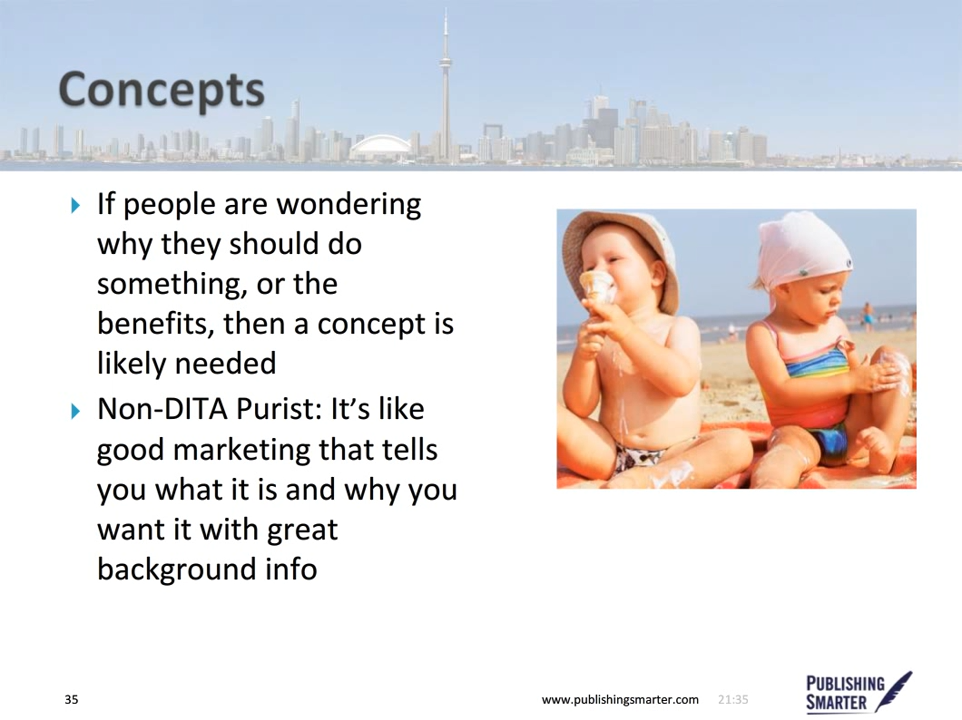 Concepts
If people are wondering
why they should do
something, or the
benefits, then a concept is
likely needed
Non-DITA Purist: It’s like
good marketing that tells
you what it is and why you
want it with great
background info
35
www.publishingsmarter.com
21:35
PUBLISHING
SMARTER